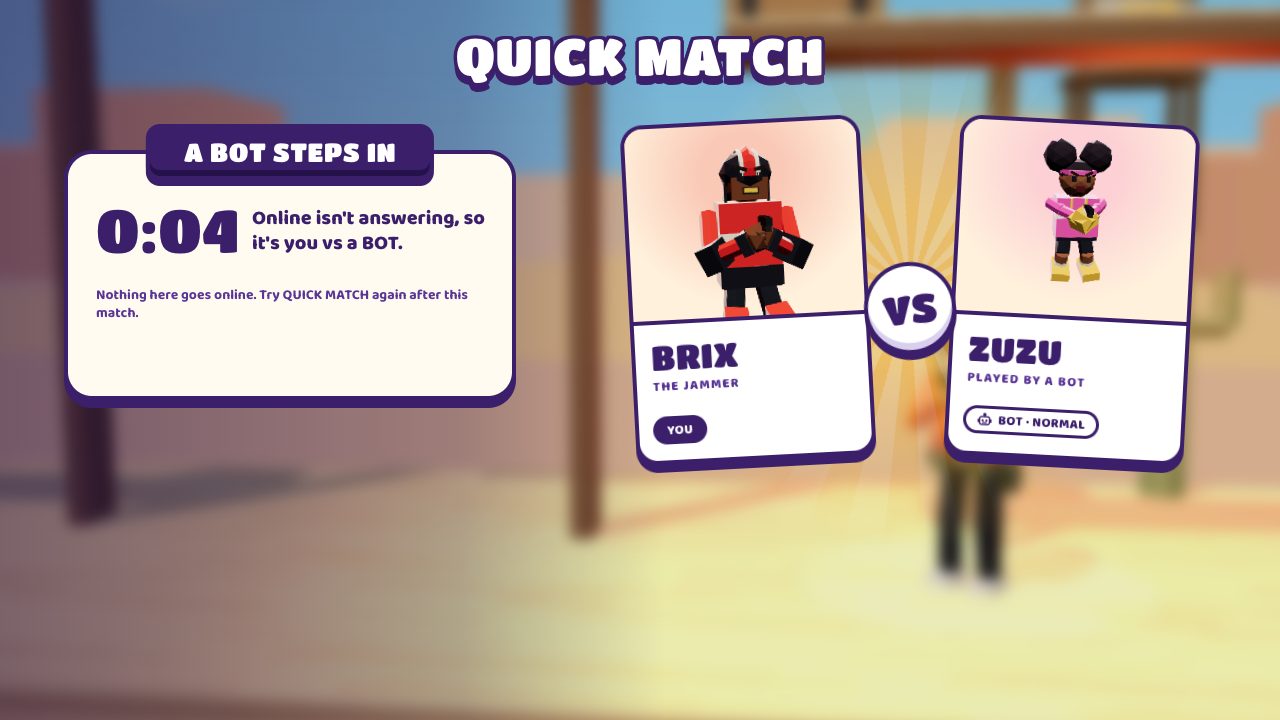 QUICK MATCH
A BOT STEPS IN
0:04
Online isn't answering, so
it's you vs a BOT.
Nothing here goes online. Try QUICK MATCH again after this
match.
BRIX
THE JAMMER
YOU
VS
ZUZU
PLAYED BY A BOT
BOT · NORMAL